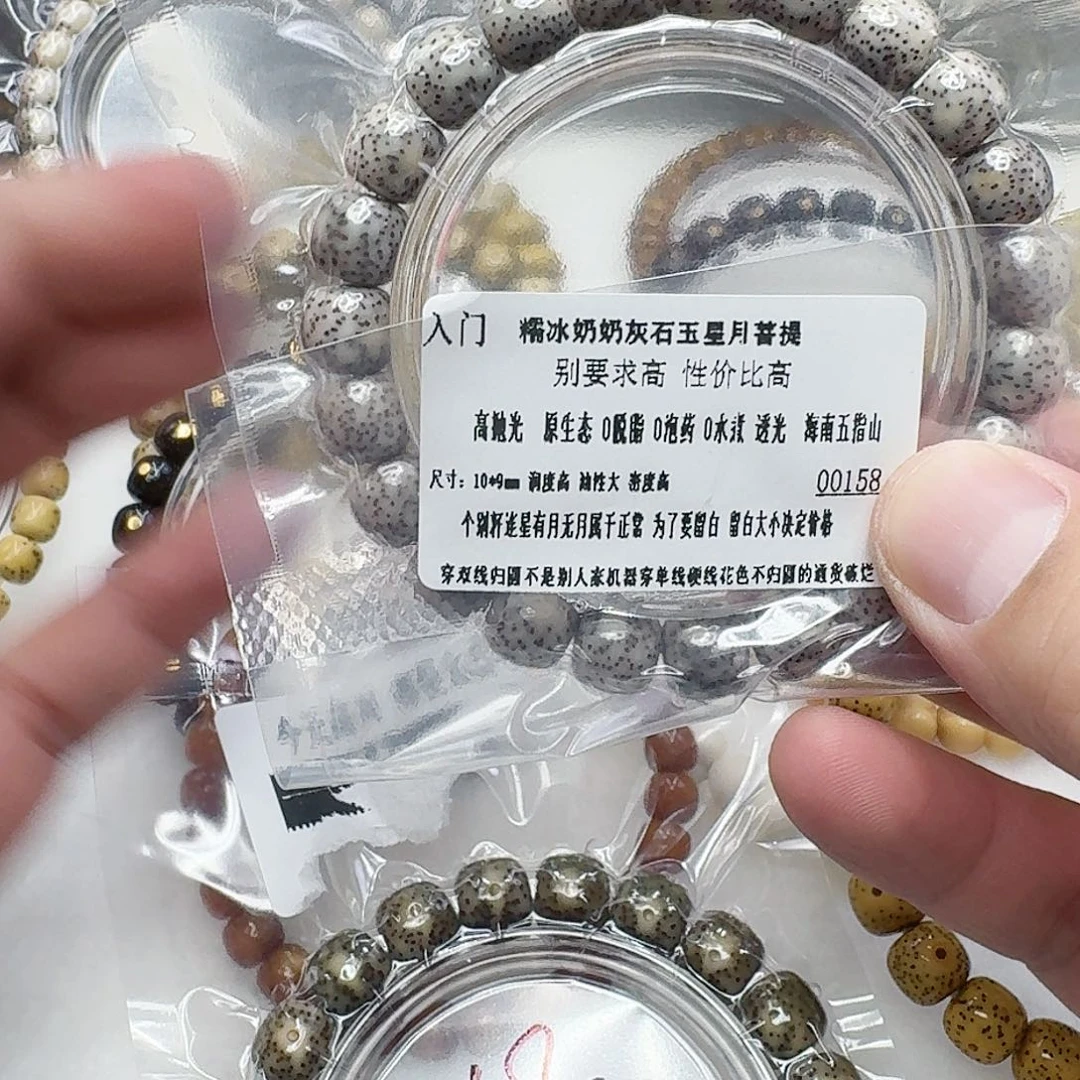 入门 糯冰奶奶灰石玉星月菩提
别要求高 性价比高
高抛光 原生态 0脱脂 0泡药 0水渍 透光 海南五指山
尺寸：10*9mm 润度高 油性大 密度高 00158
个别籽迷星有月无月属于正常 为了要留白 留白大小决定价格
穿双线归圆不是别人家机器穿单线硬线花色不归圆的通货破烂